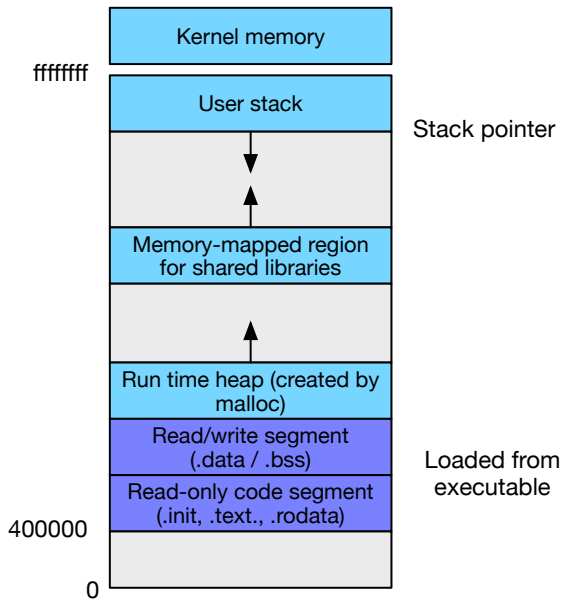 Kernel memory
ffffffff
User stack
Stack pointer
Memory-mapped region
for shared libraries
Run time heap (created by
malloc)
Read/write segment
(.data / .bss)
Loaded from
executable
Read-only code segment
(.init, .text., .rodata)
400000
0